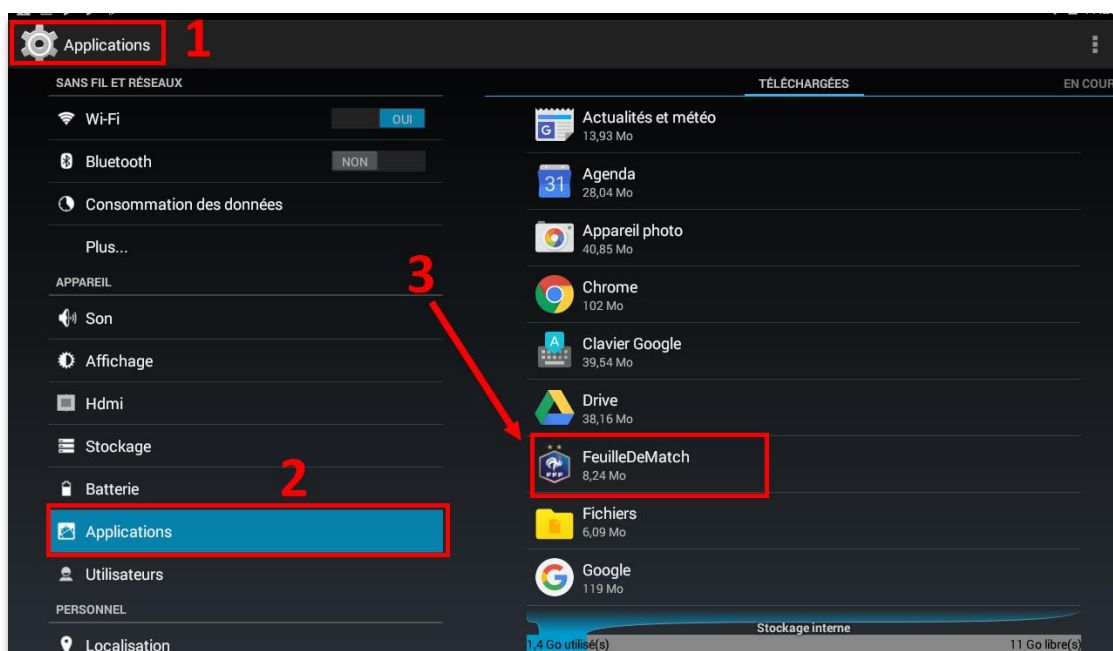 Applications
1
SANS FIL ET RÉSEAUX
Wi-Fi
OUI
Bluetooth
NON
Consommation des données
Plus...
APPAREIL
Son
Affichage
Hdmi
Stockage
Batterie
2
Applications
Utilisateurs
PERSONNEL
Localisation
3
TÉLÉCHARGÉES
EN COUR
Actualités et météo
13,93 Mo
31
Agenda
28,04 Mo
Appareil photo
40,85 Mo
Chrome
102 Mo
A
Clavier Google
39,54 Mo
Drive
38,16 Mo
FFF
FeuilleDeMatch
8,24 Mo
Fichiers
6,09 Mo
G
Google
119 Mo
Stockage interne
1,4 Go utilisé(s)
11 Go libre(s)